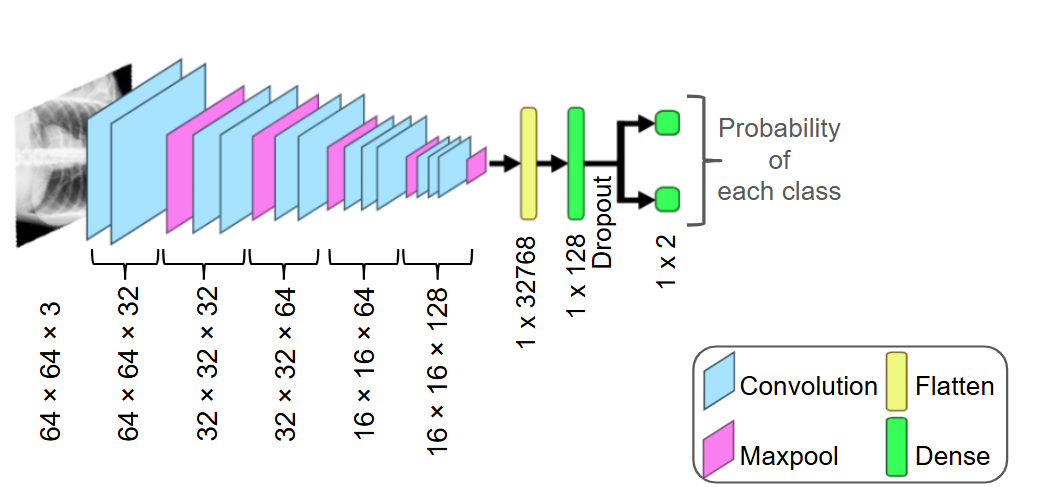 Probability
of
each class
64 × 64 × 3
64 × 64 × 32
32 × 32 × 32
32 × 32 × 64
16 × 16 × 64
16 × 16 × 128
1 x 32768
1 x 128
Dropout
1 x 2
Convolution
Flatten
Maxpool
Dense